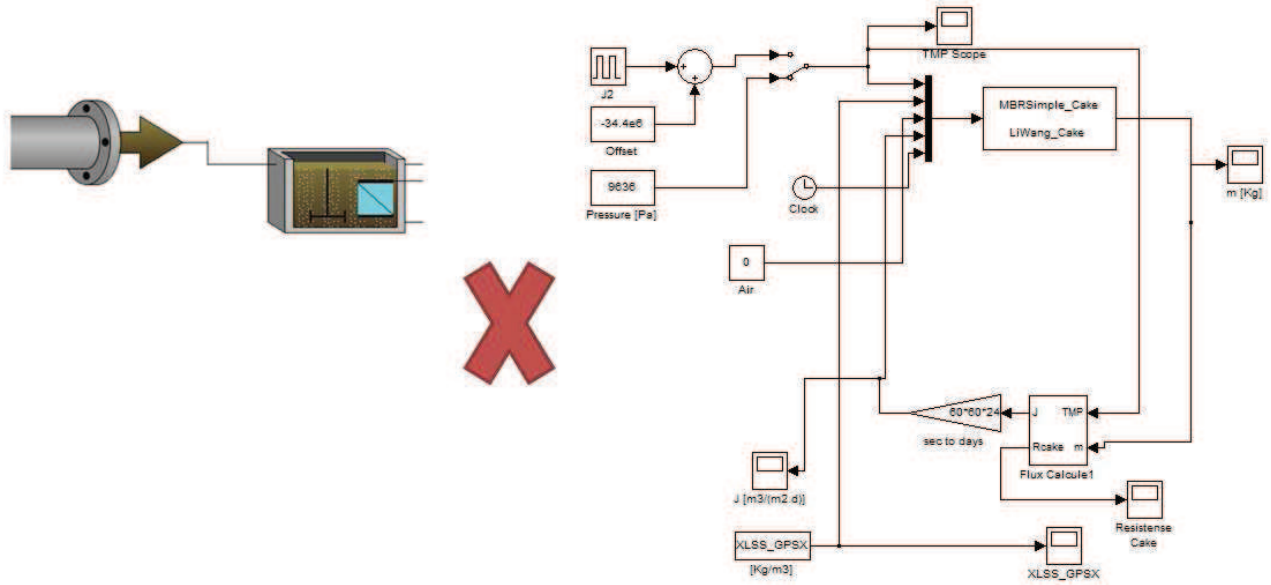 TMP Scope
J2
+
+
-34.4e6
Offset
9636
Pressure [Pa]
MBRSimple_Cake
LiWang_Cake
m [Kg]
Clock
0
Air
60*60*24
sec to days
J
TMP
Rcake
m
Flux Calcule1
J [m3/(m2.d)]
Resistense
Cake
XLSS_GPSX
[Kg/m3]
XLSS_GPSX